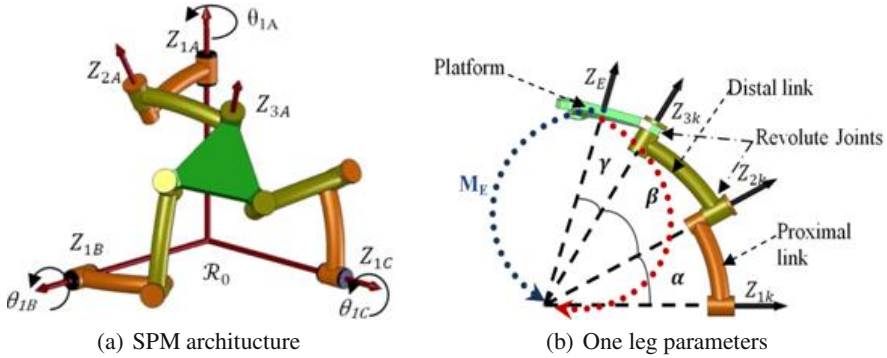 θ1A
Z1A
Z2A
Z3A
Z1B
Z1C
R0
θ1B
θ1C
(a) SPM architucture
Platform
ZE
Distal link
Z3k
Revolute Joints
Z2k
γ
β
ME
α
Proximal
link
Z1k
(b) One leg parameters